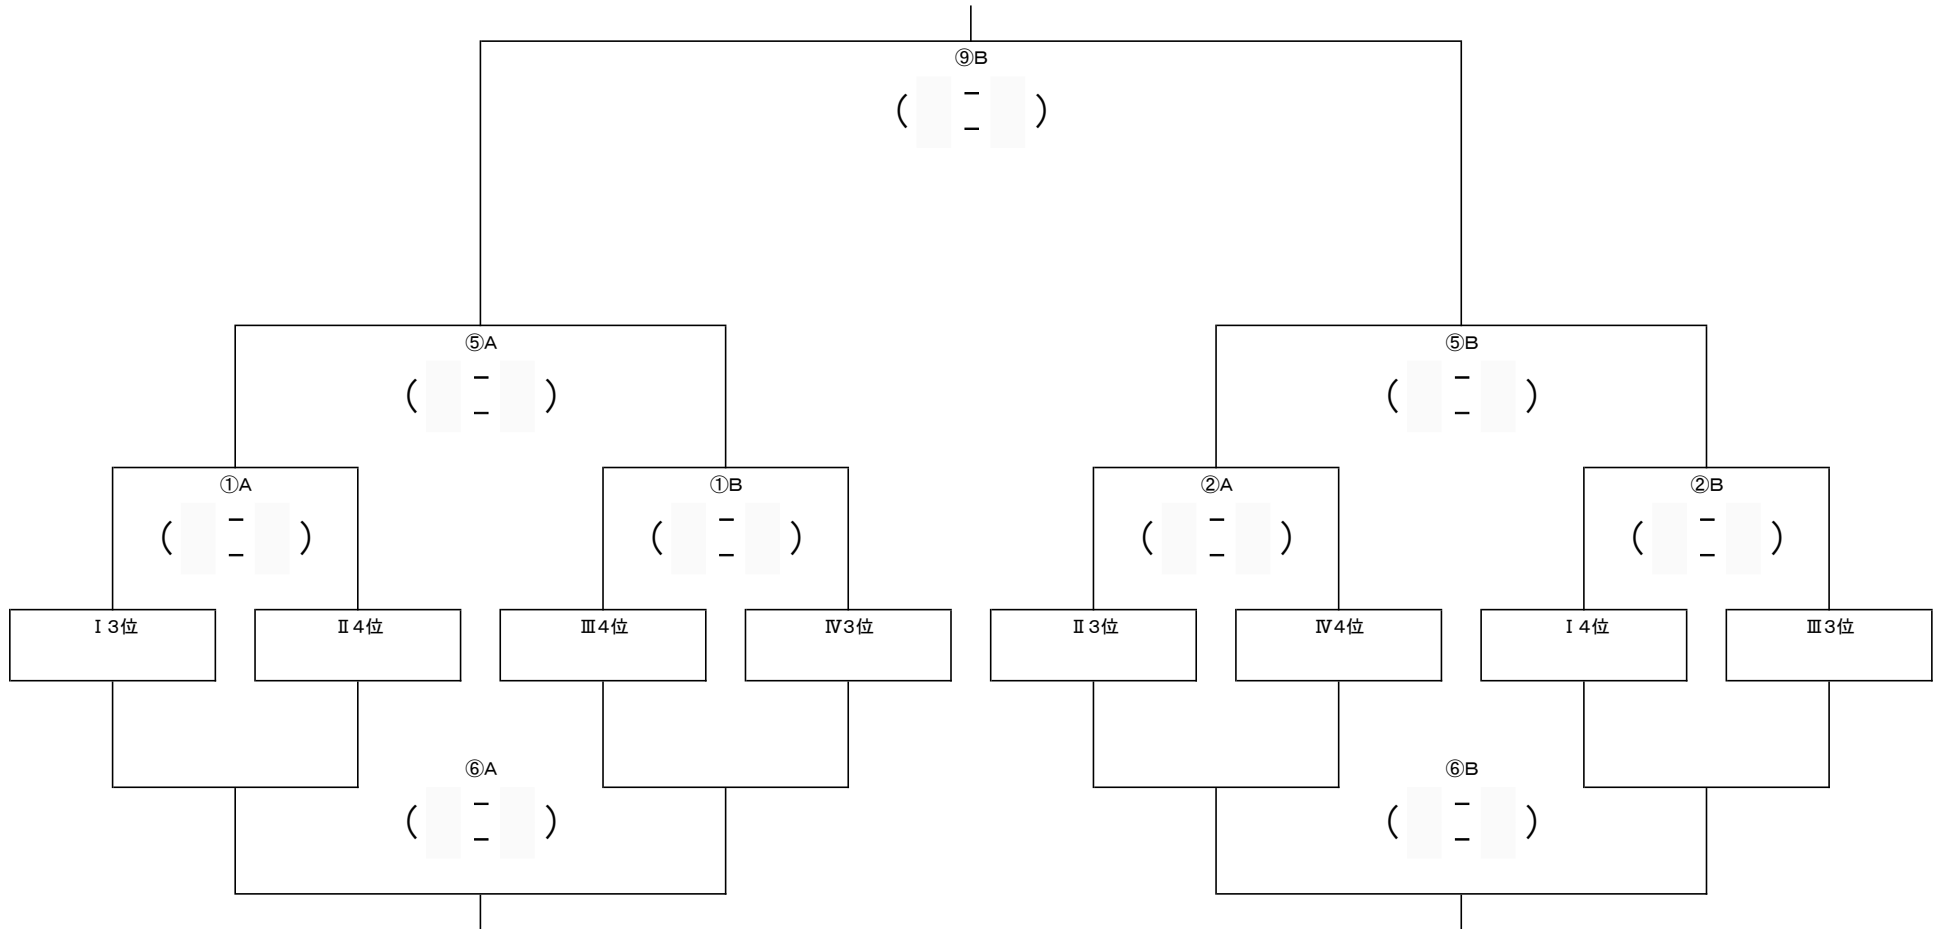 ⑨B
( - - )
⑤A ⑤B
( - - ) ( - - )
①A ①B ②A ②B
( - - ) ( - - ) ( - - ) ( - - )
Ⅰ3位 Ⅱ4位 Ⅲ4位 Ⅳ3位 Ⅱ3位 Ⅳ4位 Ⅰ4位 Ⅲ3位
⑥A ⑥B
( - - ) ( - - )